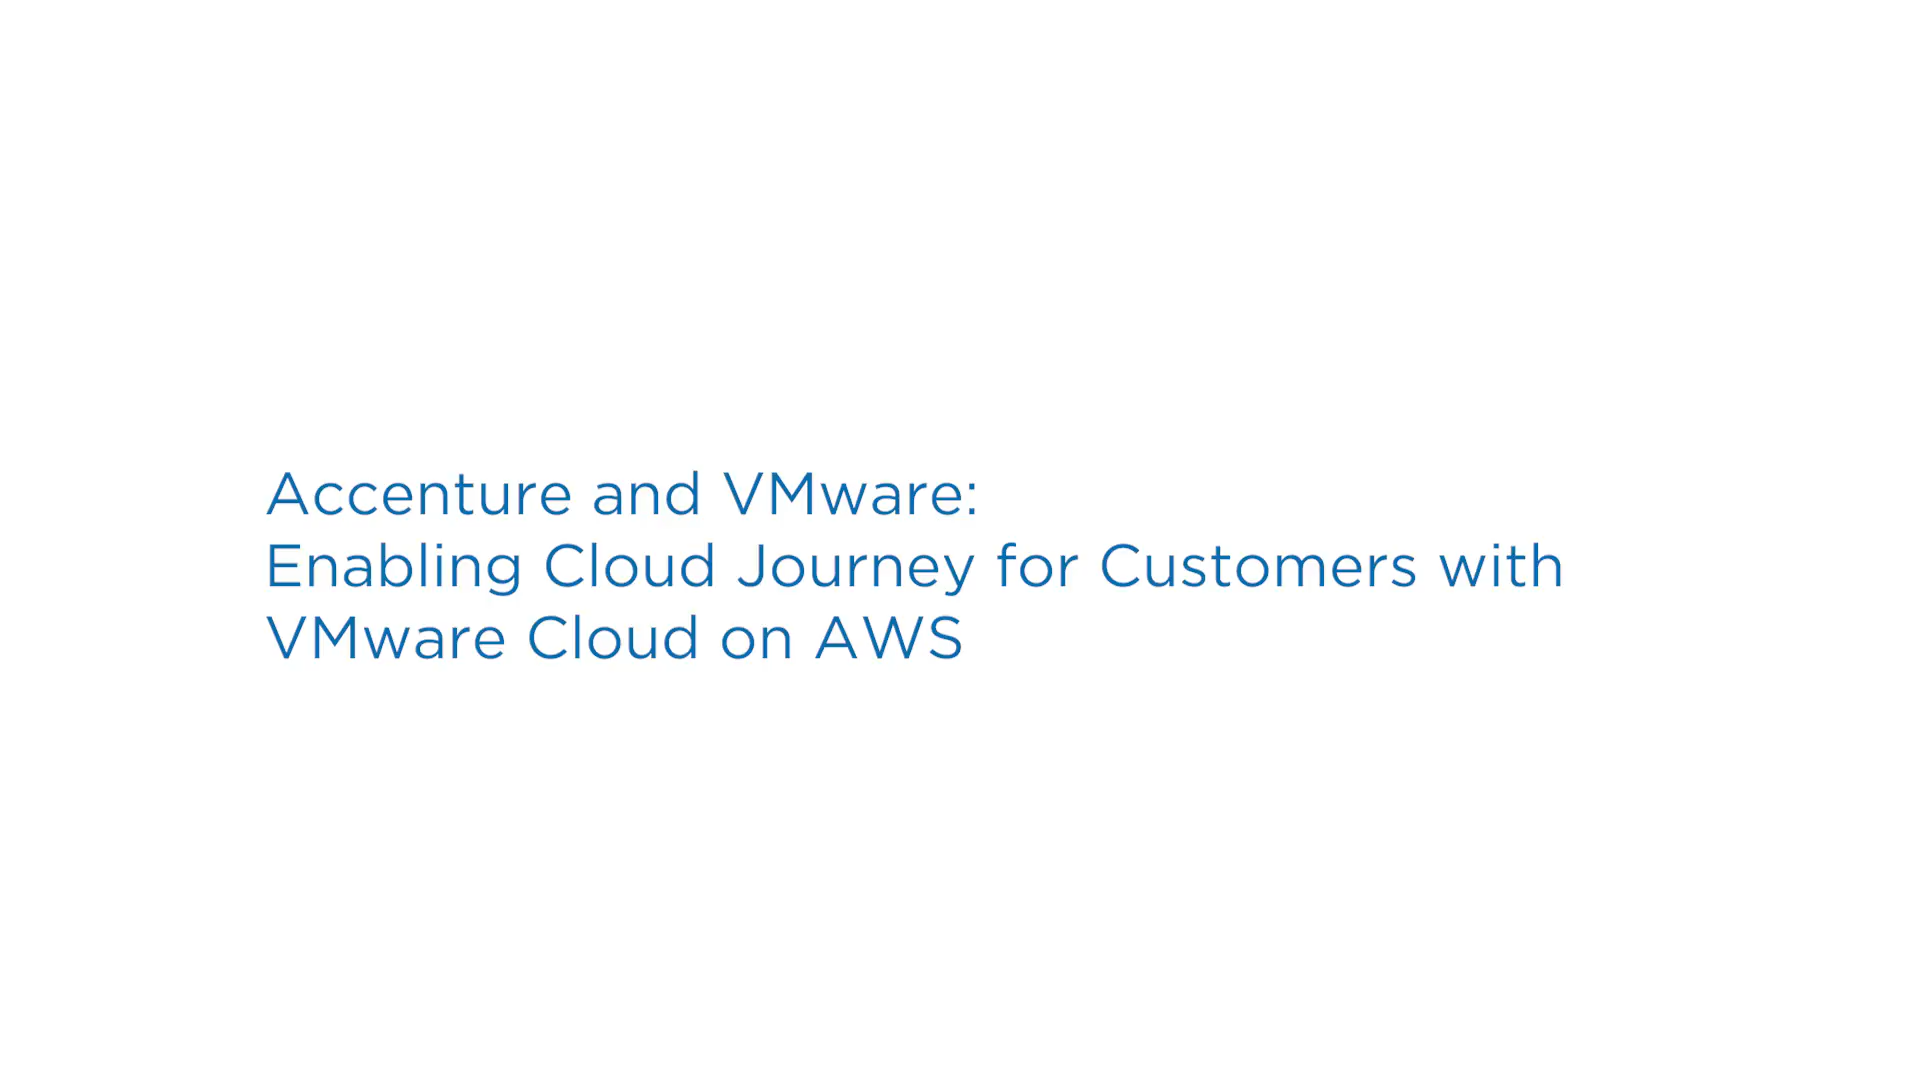 Accenture and VMware:
Enabling Cloud Journey for Customers with
VMware Cloud on AWS